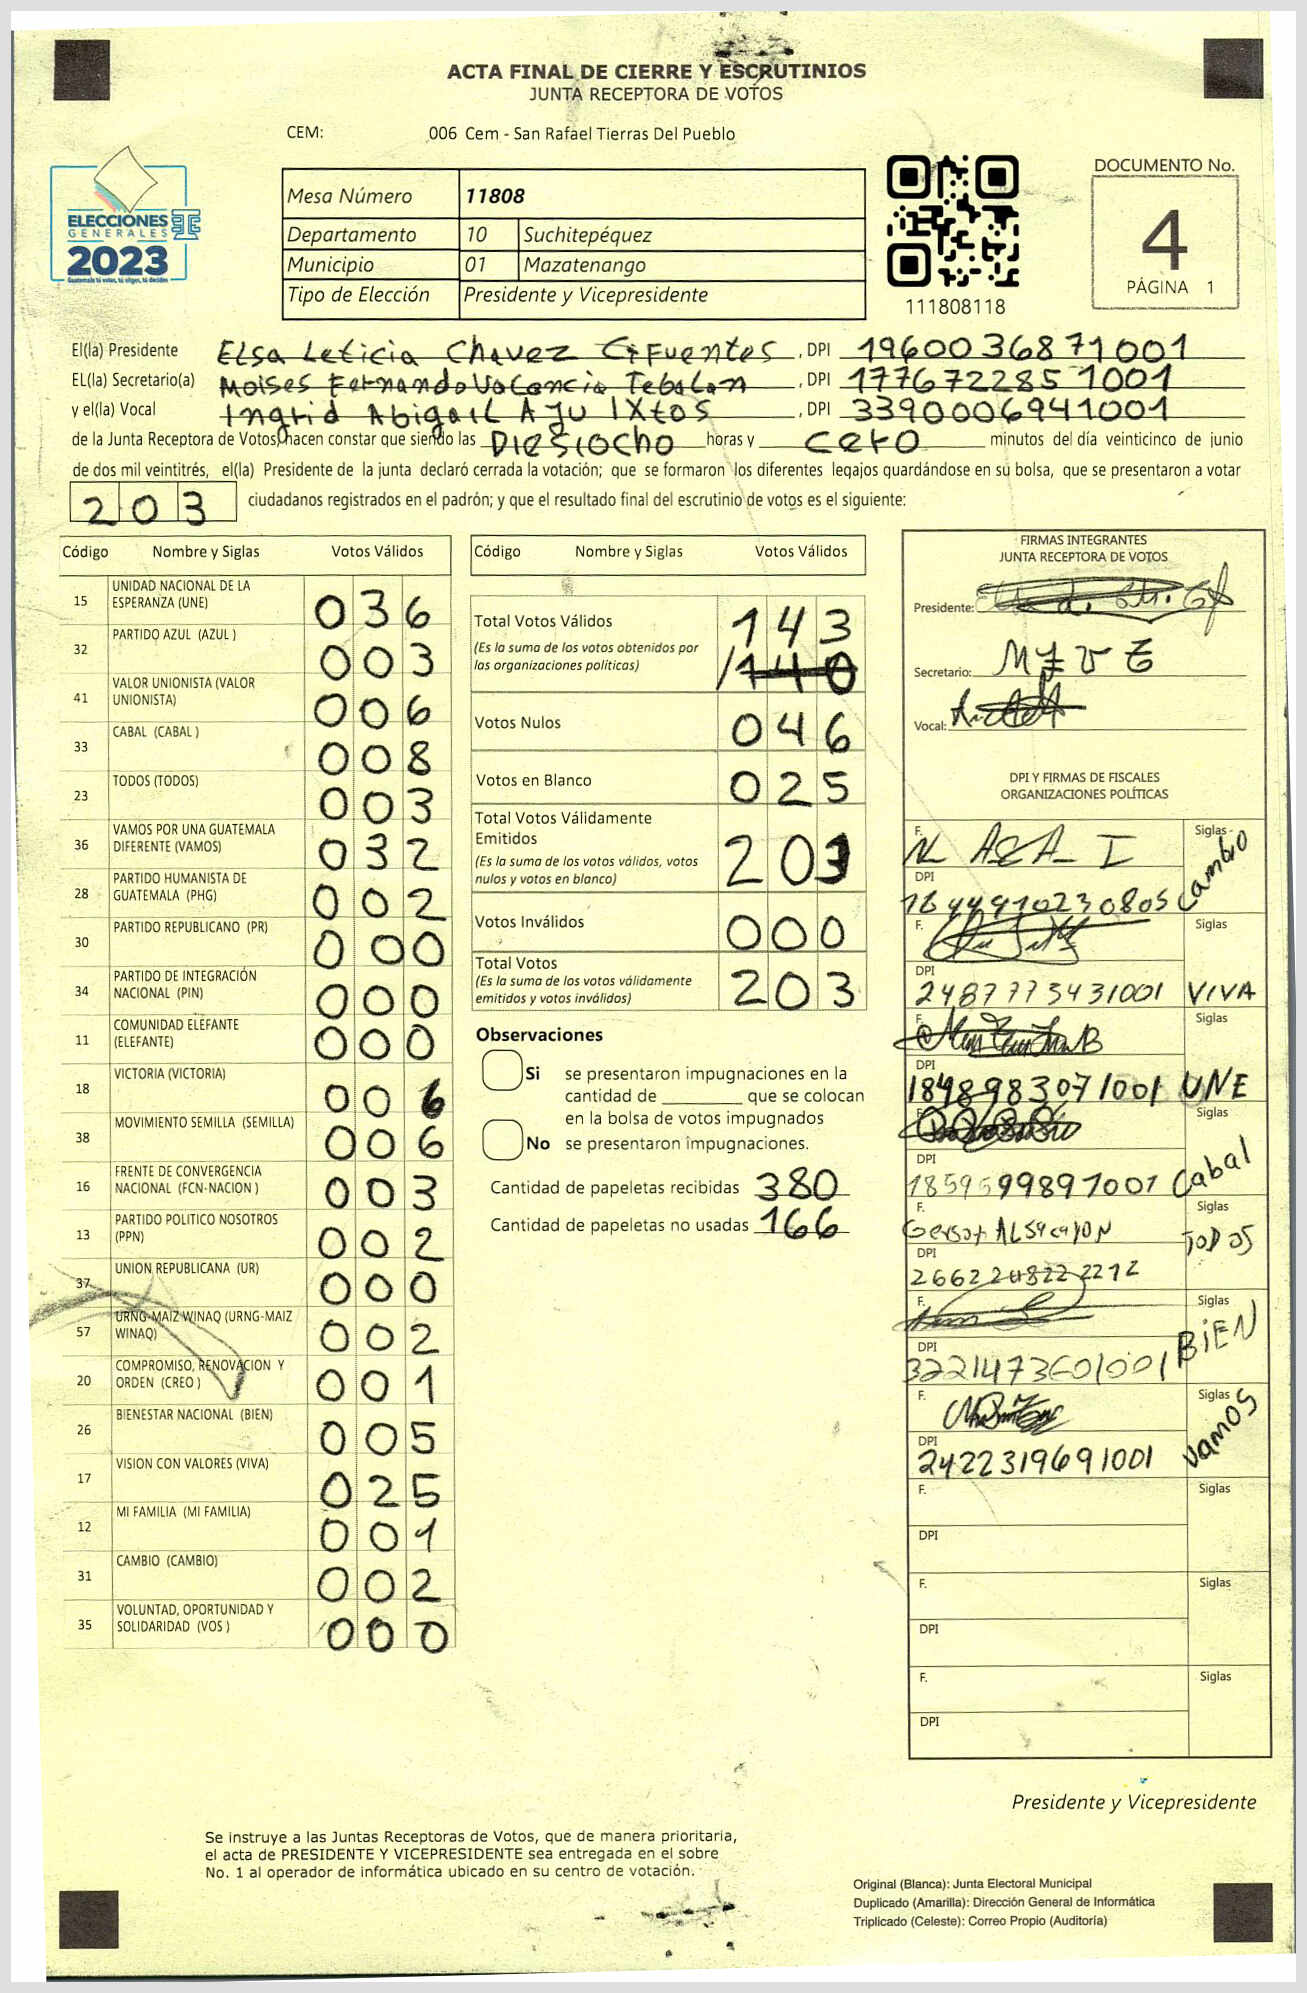 ACTA FINAL DE CIERRE Y ESCRUTINIOS
JUNTA RECEPTORA DE VOTOS
CEM: 006 Cem - San Rafael Tierras Del Pueblo
ELECCIONES
GENERALES
2023
Mesa Número 11808
Departamento 10 Suchitepéquez
Municipio 01 Mazatenango
Tipo de Elección Presidente y Vicepresidente
111808118
DOCUMENTO No.
4
PÁGINA 1
El(la) Presidente Elsa Leticia Chavez Cifuentes, DPI 1960036871001
EL(la) Secretario(a) Moises Fernando Valencia Tebalan, DPI 1776722851001
y el(la) Vocal Ingrid Abigail Aju IXtos, DPI 3390006941001
de la Junta Receptora de Votos, hacen constar que siendo las Diesiocho horas y cero minutos del día veinticinco de junio
de dos mil veintitrés, el(la) Presidente de la junta declaró cerrada la votación; que se formaron los diferentes legajos quardándose en su bolsa, que se presentaron a votar
203 ciudadanos registrados en el padrón; y que el resultado final del escrutinio de votos es el siguiente:
Código Nombre y Siglas Votos Válidos
15 UNIDAD NACIONAL DE LA ESPERANZA (UNE) 036
32 PARTIDO AZUL (AZUL ) 003
41 VALOR UNIONISTA (VALOR UNIONISTA) 006
33 CABAL (CABAL ) 008
23 TODOS (TODOS) 003
36 VAMOS POR UNA GUATEMALA DIFERENTE (VAMOS) 032
28 PARTIDO HUMANISTA DE GUATEMALA (PHG) 002
30 PARTIDO REPUBLICANO (PR) 000
34 PARTIDO DE INTEGRACIÓN NACIONAL (PIN) 000
11 COMUNIDAD ELEFANTE (ELEFANTE) 000
18 VICTORIA (VICTORIA) 006
38 MOVIMIENTO SEMILLA (SEMILLA) 006
16 FRENTE DE CONVERGENCIA NACIONAL (FCN-NACION ) 003
13 PARTIDO POLITICO NOSOTROS (PPN) 002
37 UNION REPUBLICANA (UR) 000
57 URNG-MAIZ WINAQ (URNG-MAIZ WINAQ) 002
20 COMPROMISO, RENOVACION Y ORDEN (CREO ) 001
26 BIENESTAR NACIONAL (BIEN) 005
17 VISION CON VALORES (VIVA) 025
12 MI FAMILIA (MI FAMILIA) 001
31 CAMBIO (CAMBIO) 002
35 VOLUNTAD, OPORTUNIDAD Y SOLIDARIDAD (VOS ) 000
Código Nombre y Siglas Votos Válidos
Total Votos Válidos 143
(Es la suma de los votos obtenidos por
las organizaciones políticas) 140
Votos Nulos 046
Votos en Blanco 025
Total Votos Válidamente
Emitidos 203
(Es la suma de los votos válidos, votos
nulos y votos en blanco)
Votos Inválidos 000
Total Votos 203
(Es la suma de los votos válidamente
emitidos y votos inválidos)
Observaciones
Si se presentaron impugnaciones en la
cantidad de ________ que se colocan
en la bolsa de votos impugnados
No se presentaron impugnaciones.
Cantidad de papeletas recibidas 380
Cantidad de papeletas no usadas 166
FIRMAS INTEGRANTES
JUNTA RECEPTORA DE VOTOS
Presidente:
Secretario:
Vocal:
DPI Y FIRMAS DE FISCALES
ORGANIZACIONES POLÍTICAS
F. Siglas Cambio
DPI
F. Siglas VIVA
DPI 2487775431001
F. Siglas UNE
DPI 1848983071001
F. Siglas Cabal
DPI 1859599891001
F. Siglas TODOS
DPI
F. Siglas BIEN
DPI 3221473601001
F. Siglas Vamos
DPI 2422319691001
F. Siglas
DPI
F. Siglas
DPI
F. Siglas
DPI
Presidente y Vicepresidente
Se instruye a las Juntas Receptoras de Votos, que de manera prioritaria,
el acta de PRESIDENTE Y VICEPRESIDENTE sea entregada en el sobre
No. 1 al operador de informática ubicado en su centro de votación.
Original (Blanca): Junta Electoral Municipal
Duplicado (Amarilla): Dirección General de Informática
Triplicado (Celeste): Correo Propio (Auditoría)